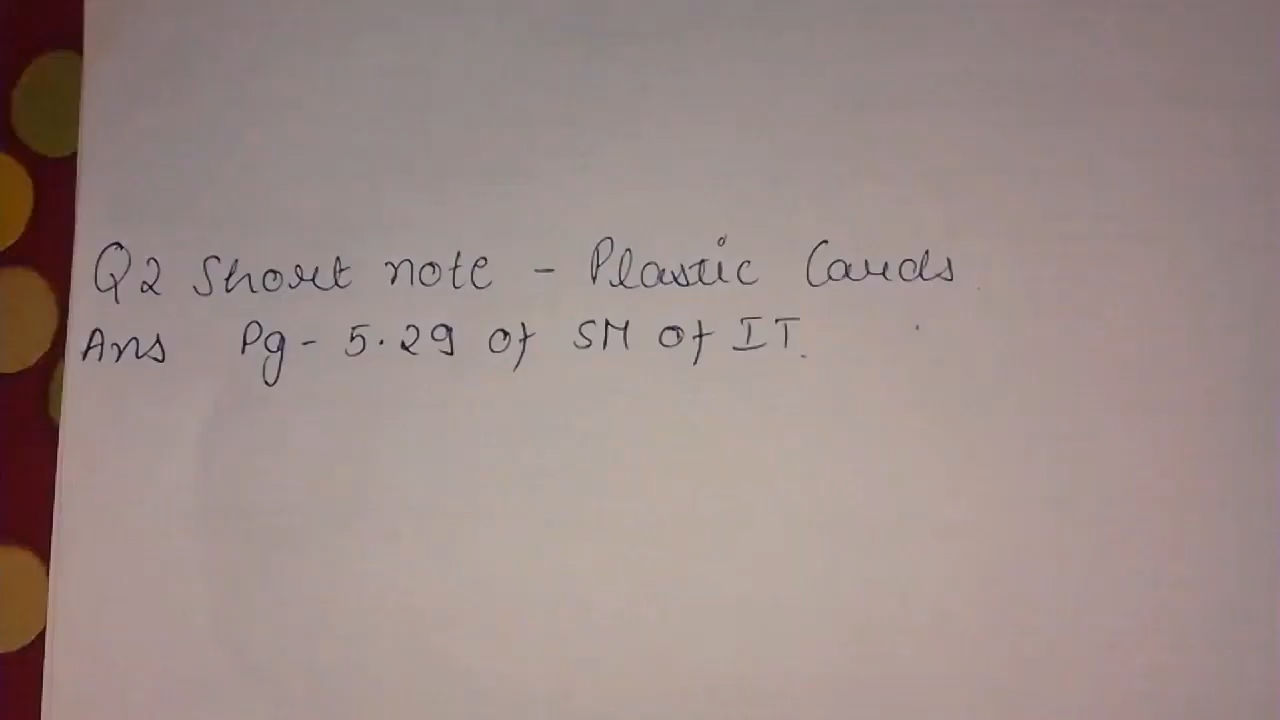 Q2 Short note - Plastic Cards
Ans Pg - 5.29 of SM of IT.